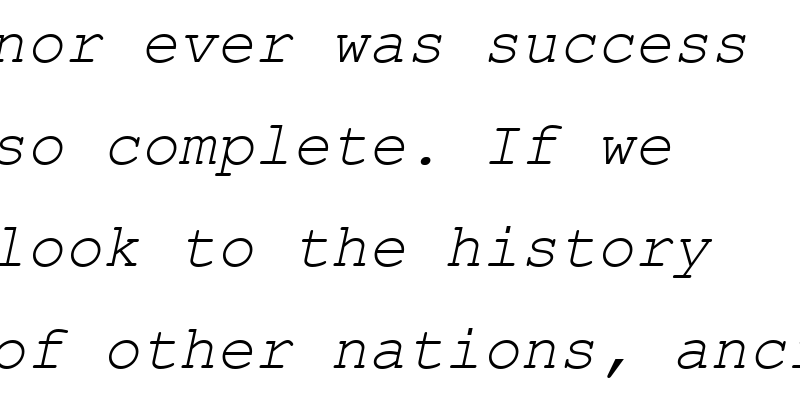 nor ever was success
so complete. If we
look to the history
of other nations,